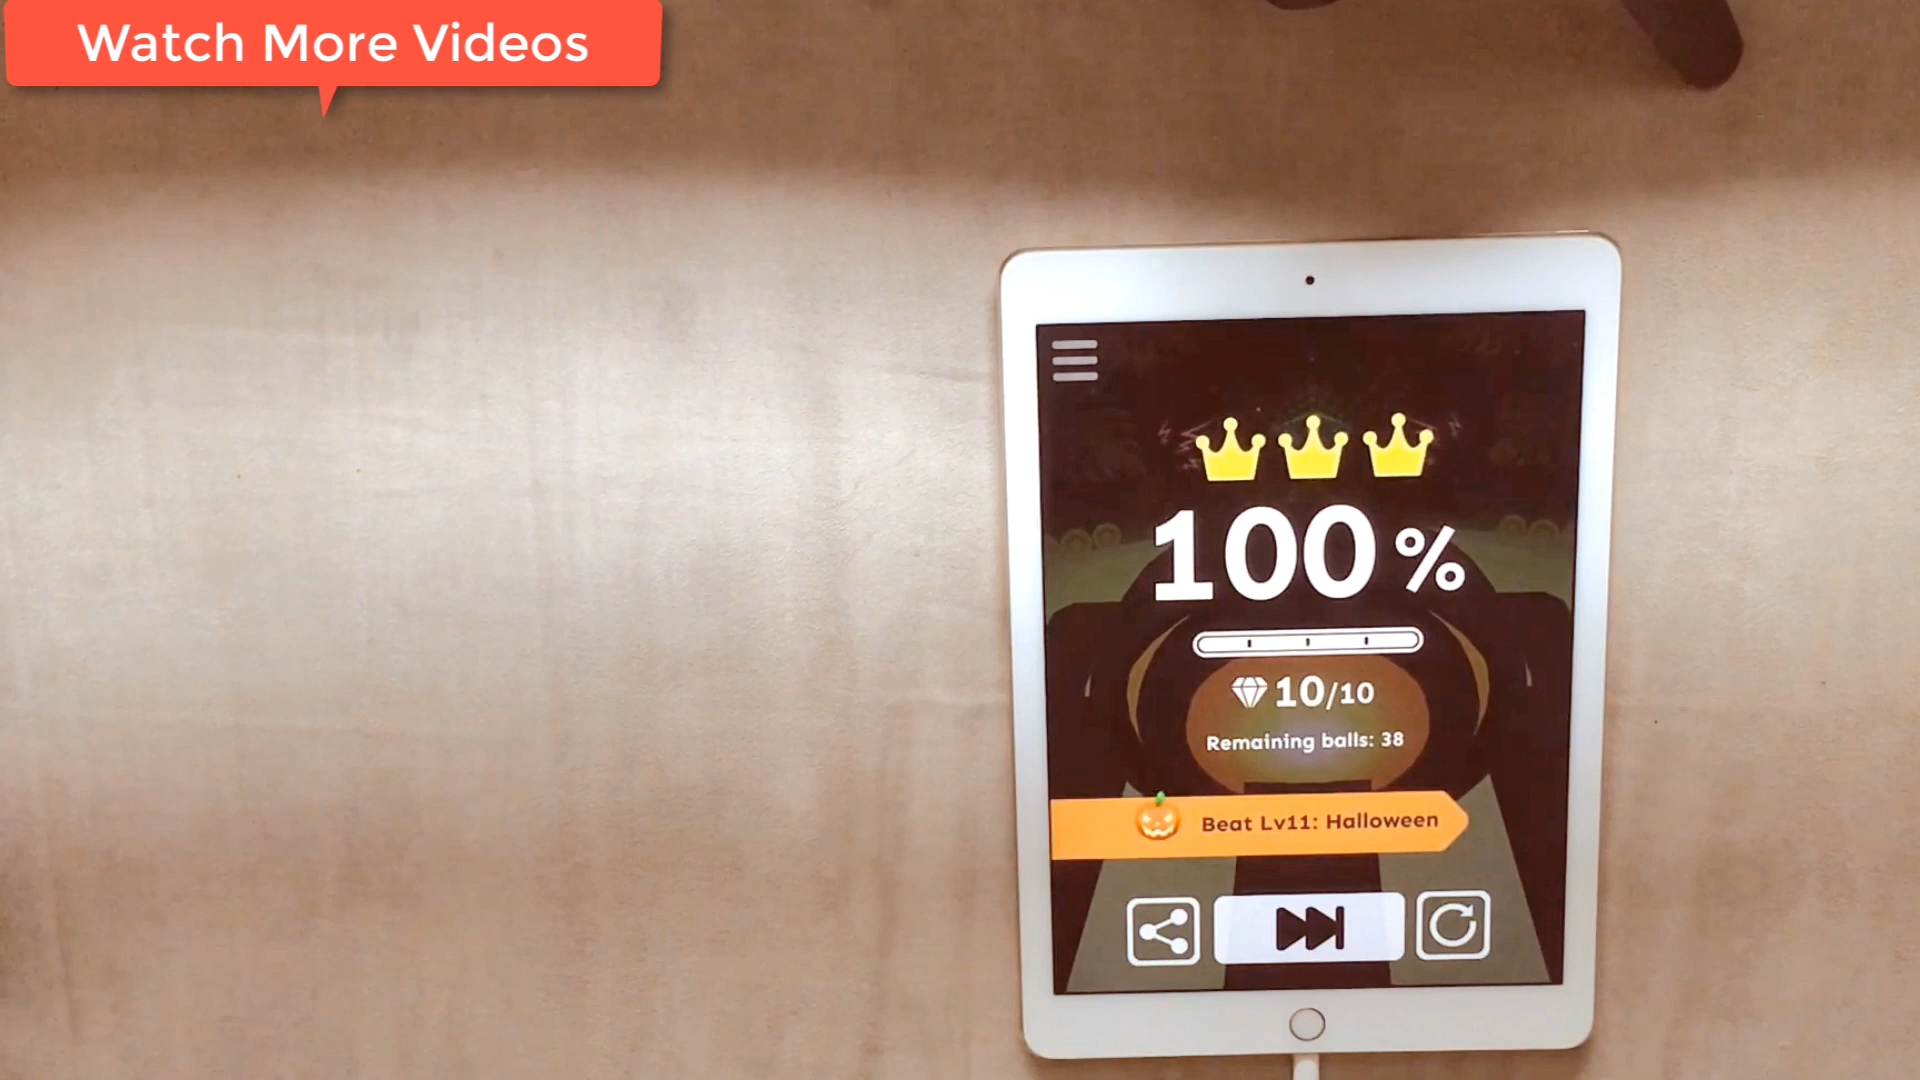 Watch More Videos
100%
10/10
Remaining balls: 38
Beat Lv11: Halloween